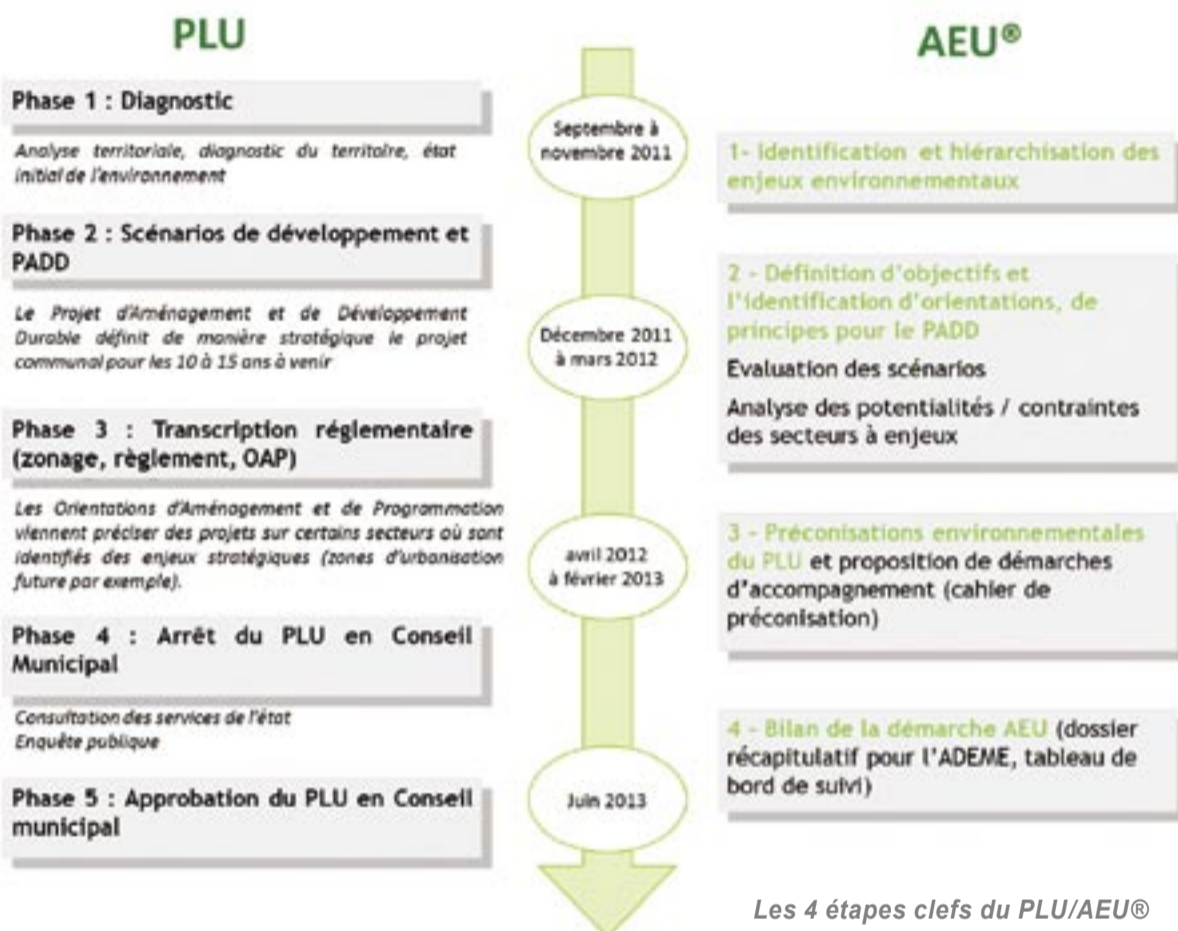 PLU
Phase 1 : Diagnostic
Analyse territoriale, diagnostic du territoire, état
initial de l'environnement
Phase 2 : Scénarios de développement et
PADD
Le Projet d'Aménagement et de Développement
Durable définit de manière stratégique le projet
communal pour les 10 à 15 ans à venir
Phase 3 : Transcription réglementaire
(zonage, règlement, OAP)
Les Orientations d'Aménagement et de Programmation
viennent préciser des projets sur certains secteurs où sont
identifiés des enjeux stratégiques (zones d'urbanisation
future par exemple).
Phase 4 : Arrêt du PLU en Conseil
Municipal
Consultation des services de l'état
Enquête publique
Phase 5 : Approbation du PLU en Conseil
municipal
Septembre à
novembre 2011
Décembre 2011
à mars 2012
avril 2012
à février 2013
Juin 2013
AEU®
1- Identification et hiérarchisation des
enjeux environnementaux
2 - Définition d'objectifs et
l'identification d'orientations, de
principes pour le PADD
Evaluation des scénarios
Analyse des potentialités / contraintes
des secteurs à enjeux
3 - Préconisations environnementales
du PLU et proposition de démarches
d'accompagnement (cahier de
préconisation)
4 - Bilan de la démarche AEU (dossier
récapitulatif pour l'ADEME, tableau de
bord de suivi)
Les 4 étapes clefs du PLU/AEU®